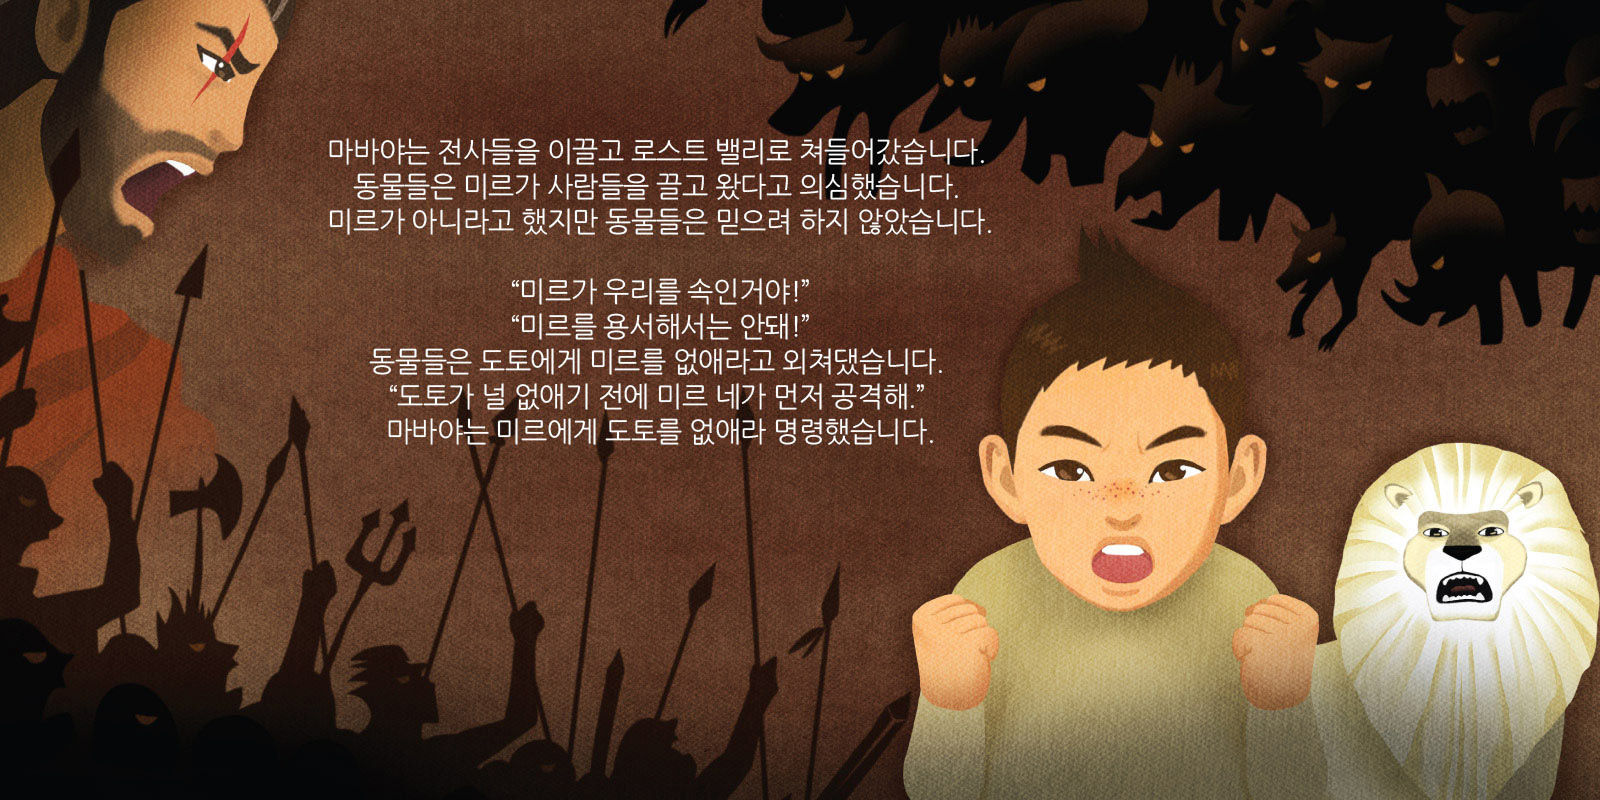 마바야는 전사들을 이끌고 로스트 밸리로 쳐들어갔습니다.
동물들은 미르가 사람들을 끌고 왔다고 의심했습니다.
미르가 아니라고 했지만 동물들은 믿으려 하지 않았습니다.
“미르가 우리를 속인거야!”
“미르를 용서해서는 안돼!”
동물들은 도토에게 미르를 없애라고 외쳐댔습니다.
“도토가 널 없애기 전에 미르 네가 먼저 공격해.”
마바야는 미르에게 도토를 없애라 명령했습니다.